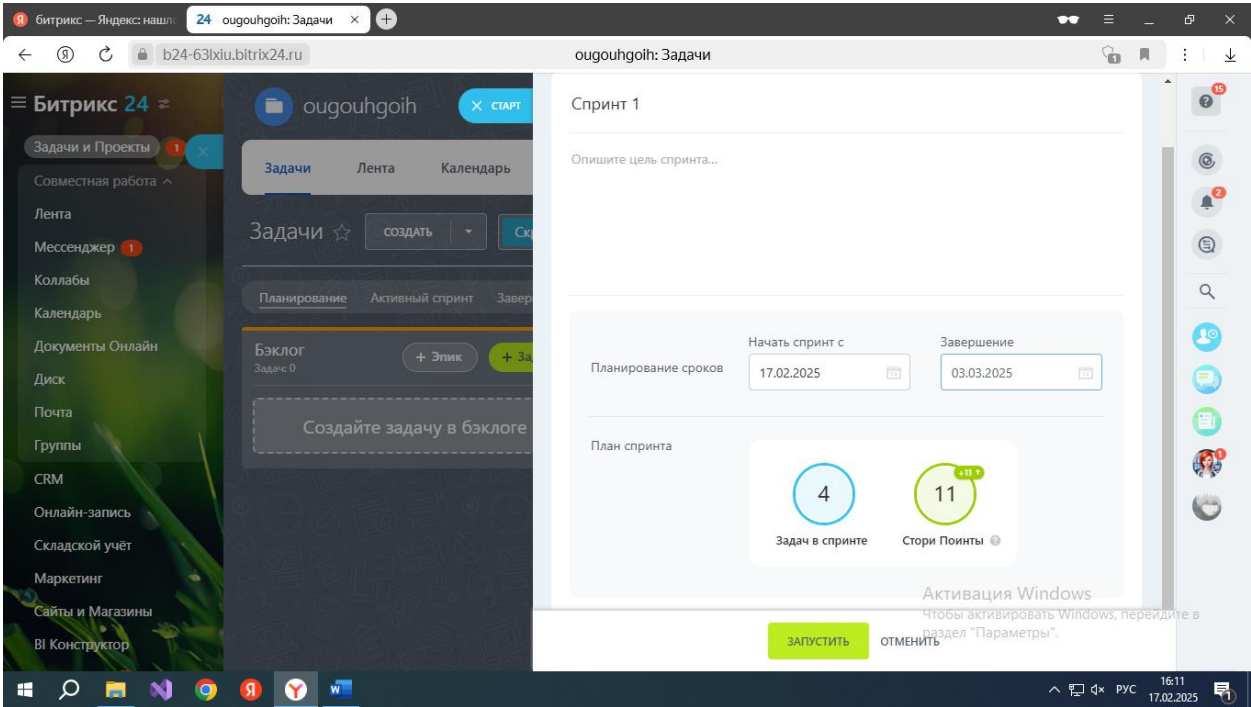 битрикс — Яндекс: нашло
24 ougouhgoih: Задачи
b24-63lxiu.bitrix24.ru
ougouhgoih: Задачи
1
Битрикс 24
Задачи и Проекты 1
Совместная работа
Лента
Мессенджер 1
Коллабы
Календарь
Документы Онлайн
Диск
Почта
Группы
CRM
Онлайн-запись
Складской учёт
Маркетинг
Сайты и Магазины
BI Конструктор
ougouhgoih
СТАРТ
Задачи Лента Календарь
Задачи
СОЗДАТЬ
Планирование Активный спринт Завер
Бэклог
Задач: 0
+ Эпик
+ За
Создайте задачу в бэклоге
Спринт 1
Опишите цель спринта...
Начать спринт с
Завершение
Планирование сроков
17.02.2025
03.03.2025
План спринта
4
+11
11
Задач в спринте
Стори Поинты
Активация Windows
Чтобы активировать Windows, перейдите в
раздел "Параметры".
ЗАПУСТИТЬ
ОТМЕНИТЬ
15
2
РУС
16:11
17.02.2025